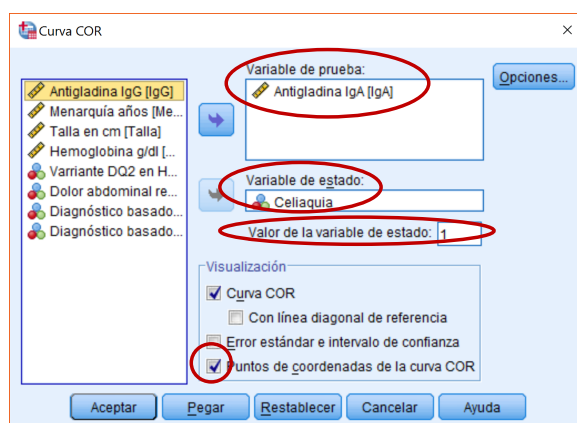 Curva COR
Antigladina IgG [IgG]
Menarquía años [Me...
Talla en cm [Talla]
Hemoglobina g/dl [...
Varriante DQ2 en H...
Dolor abdominal re...
Diagnóstico basado...
Diagnóstico basado...
Variable de prueba:
Antigladina IgA [IgA]
Opciones...
Variable de estado:
Celiaquia
Valor de la variable de estado: 1
Visualización
Curva COR
Con línea diagonal de referencia
Error estándar e intervalo de confianza
Puntos de coordenadas de la curva COR
Aceptar
Pegar
Restablecer
Cancelar
Ayuda